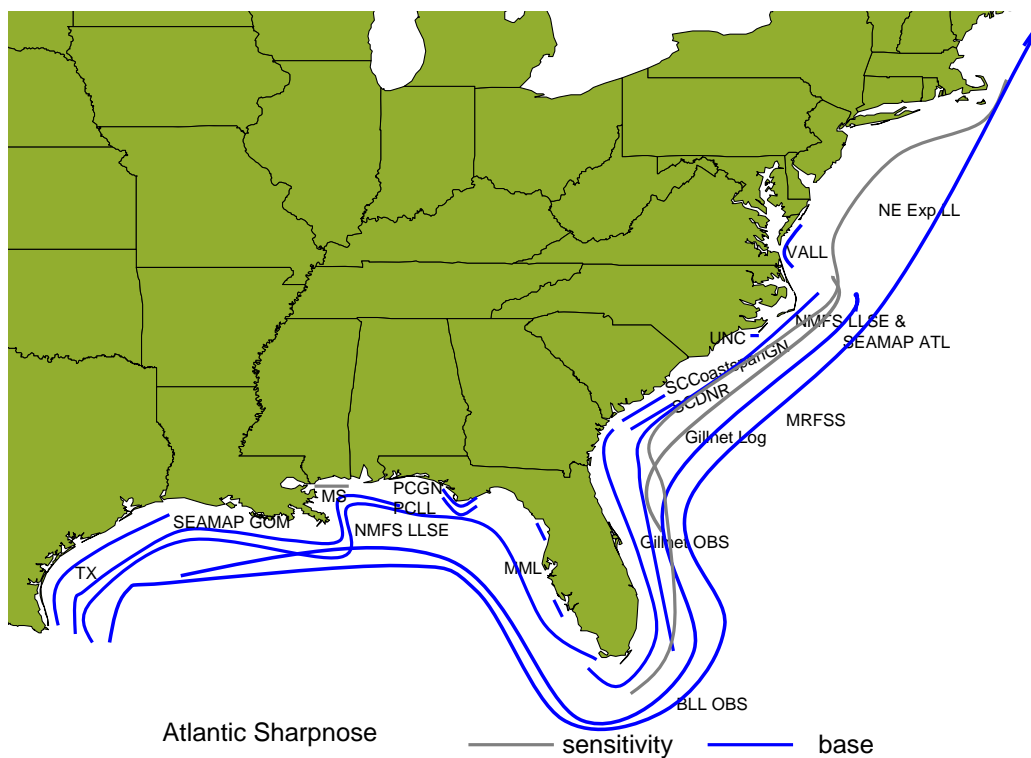 NE Exp LL
VALL
NMFS LLSE &
UNC
SEAMAP ATL
SCCoastspanGN
SCDNR
MRFSS
Gillnet Log
PCGN
MS
PCLL
SEAMAP GOM
NMFS LLSE
Gillnet OBS
TX
MML
BLL OBS
Atlantic Sharpnose
sensitivity
base